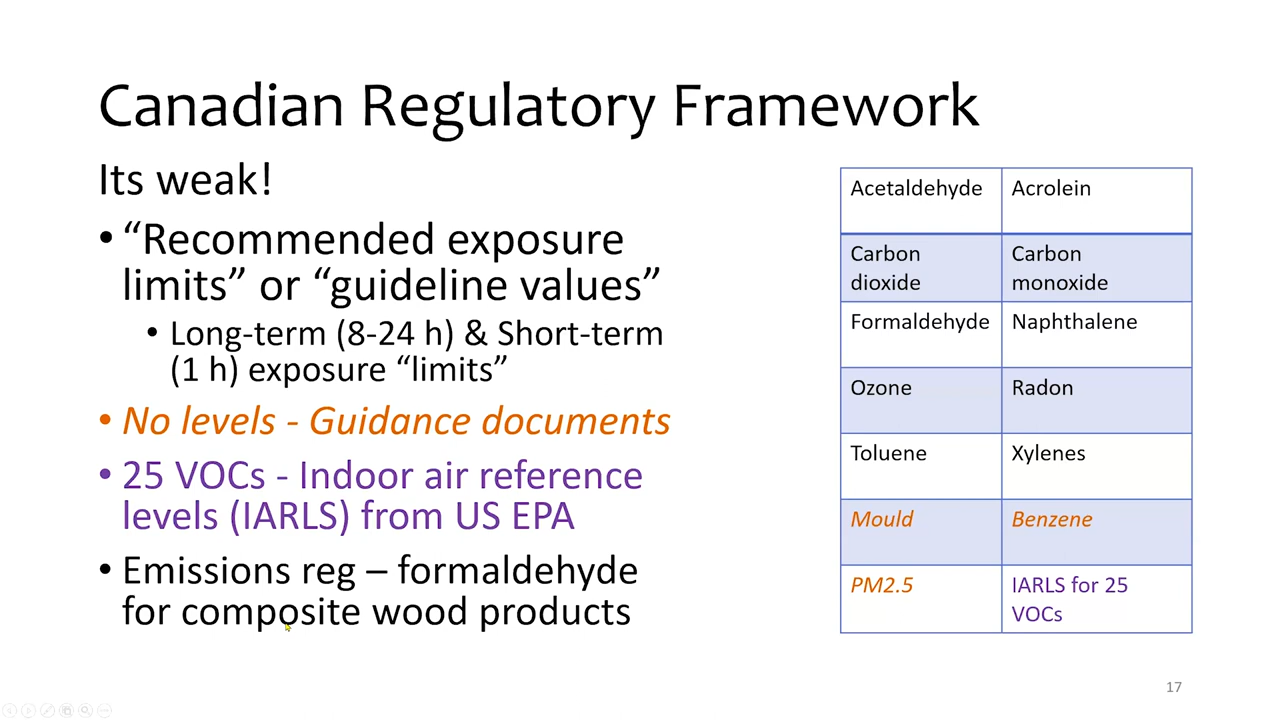 Canadian Regulatory Framework
Its weak!
• “Recommended exposure
limits” or “guideline values”
• Long-term (8-24 h) & Short-term
(1 h) exposure “limits”
• No levels - Guidance documents
• 25 VOCs - Indoor air reference
levels (IARLS) from US EPA
• Emissions reg – formaldehyde
for composite wood products
Acetaldehyde Acrolein
Carbon Carbon
dioxide monoxide
Formaldehyde Naphthalene
Ozone Radon
Toluene Xylenes
Mould Benzene
PM2.5 IARLS for 25
VOCs
17